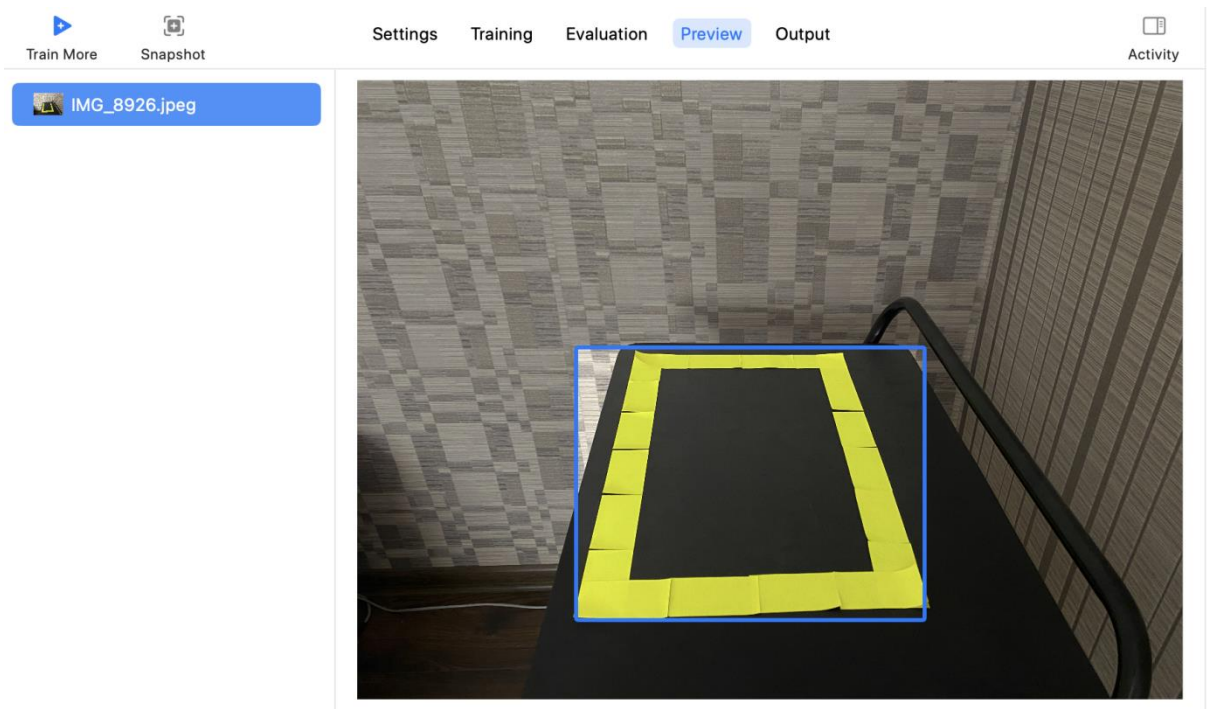 Train More
Snapshot
Settings
Training
Evaluation
Preview
Output
Activity
IMG_8926.jpeg